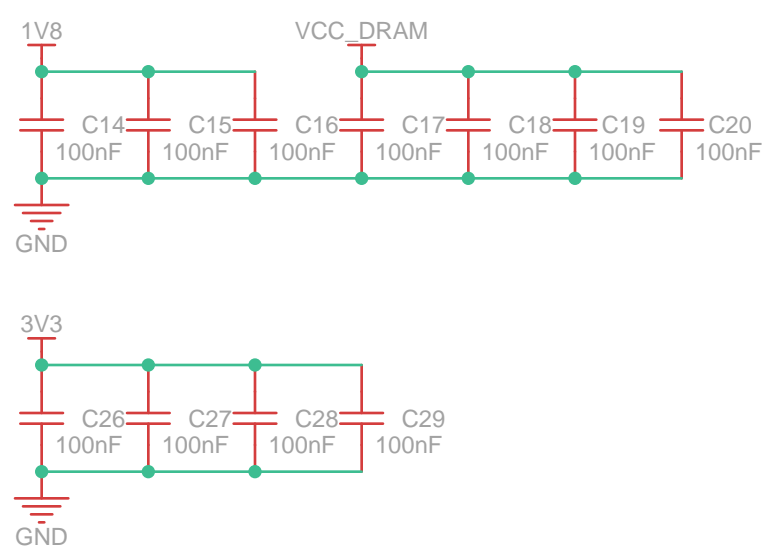 1V8 VCC_DRAM
C14 C15 C16 C17 C18 C19 C20
100nF 100nF 100nF 100nF 100nF 100nF 100nF
GND
3V3
C26 C27 C28 C29
100nF 100nF 100nF 100nF
GND